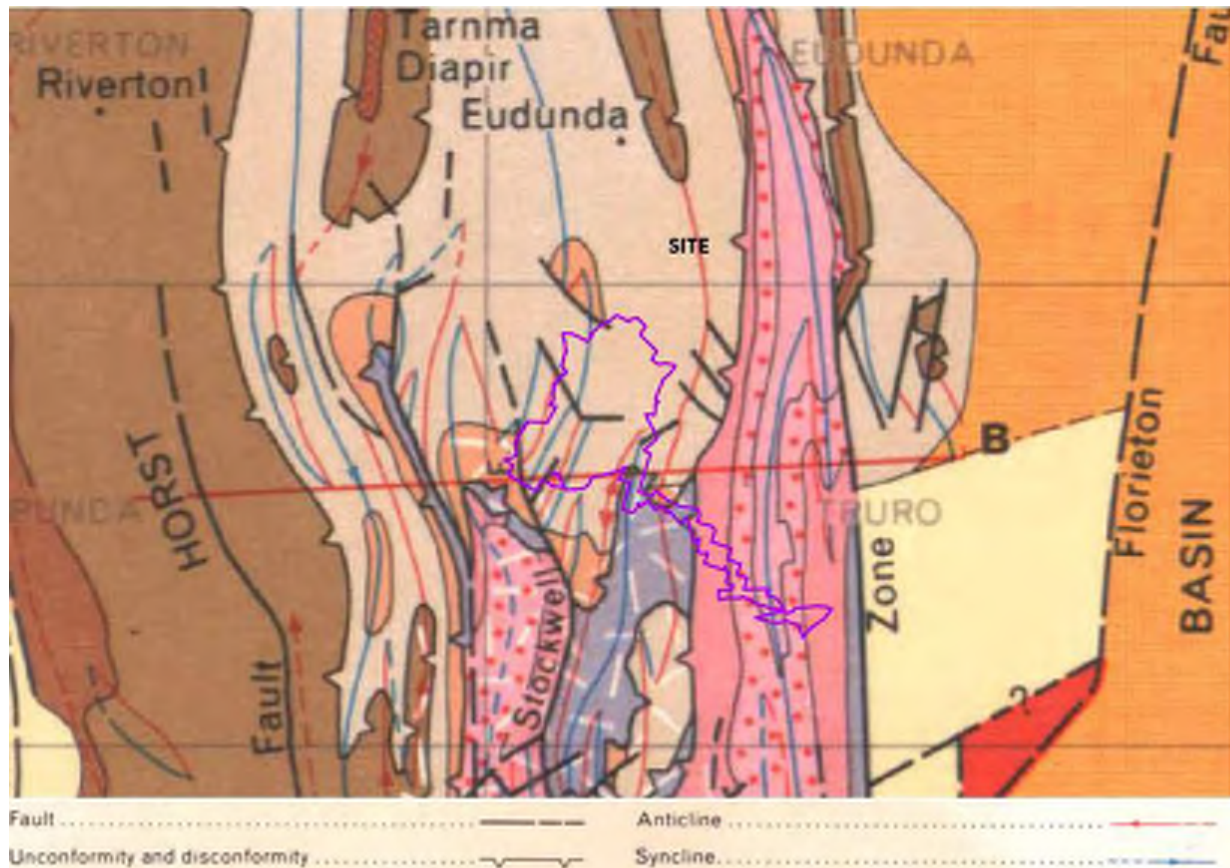 RIVERTON
Tarnma
Diapir
EUDUNDA
Riverton
Eudunda
SITE
HORST
B
TRURO
Florieton
BASIN
Zone
Stockwell
Fault
?
Fault
Anticline
Unconformity and disconformity
Syncline